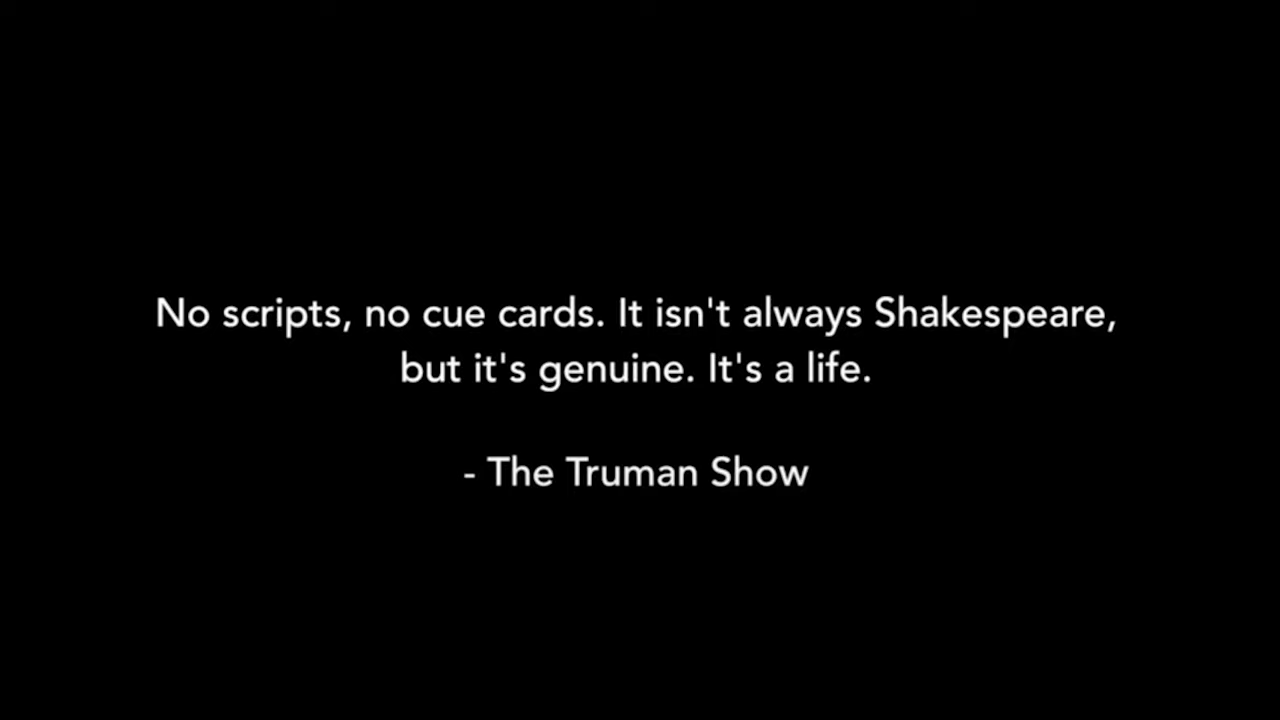 No scripts, no cue cards. It isn't always Shakespeare,
but it's genuine. It's a life.
- The Truman Show